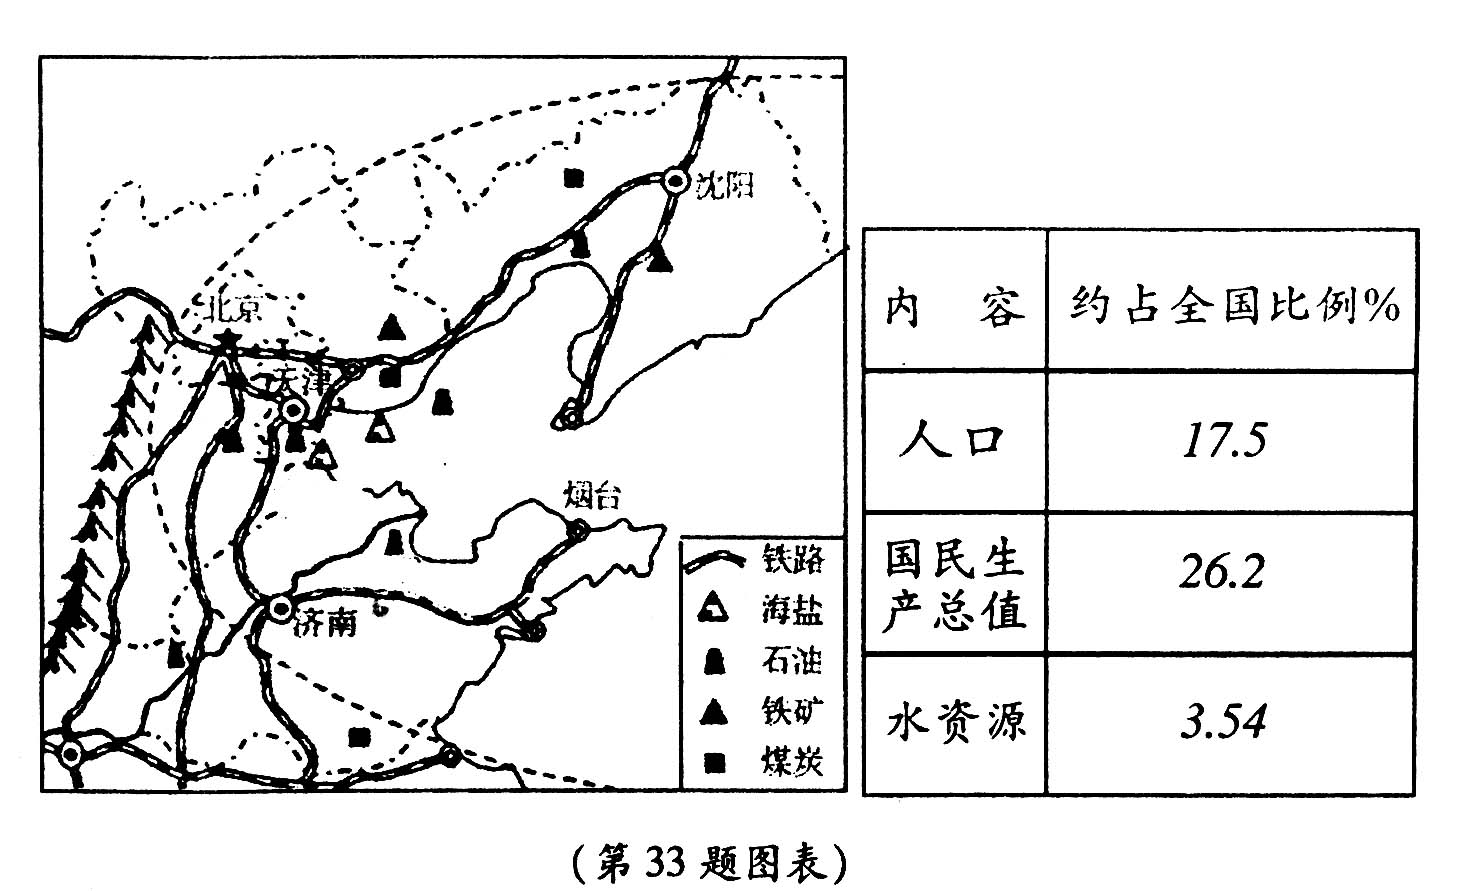 沈阳
北京
天津
烟台
济南
铁路
海盐
石油
铁矿
煤炭
内 容 约占全国比例%
人口 17.5
国民生
产总值 26.2
水资源 3.54
(第33题图表)